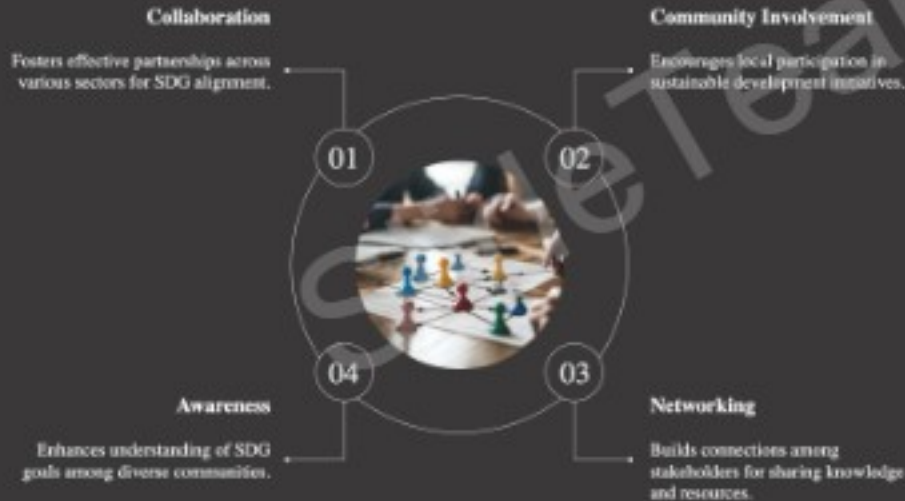 Collaboration
Fosters effective partnerships across
various sectors for SDG alignment.
01
Community Involvement
Encourages local participation in
sustainable development initiatives.
02
04
Awareness
Enhances understanding of SDG
goals among diverse communities.
03
Networking
Builds connections among
stakeholders for sharing knowledge
and resources.